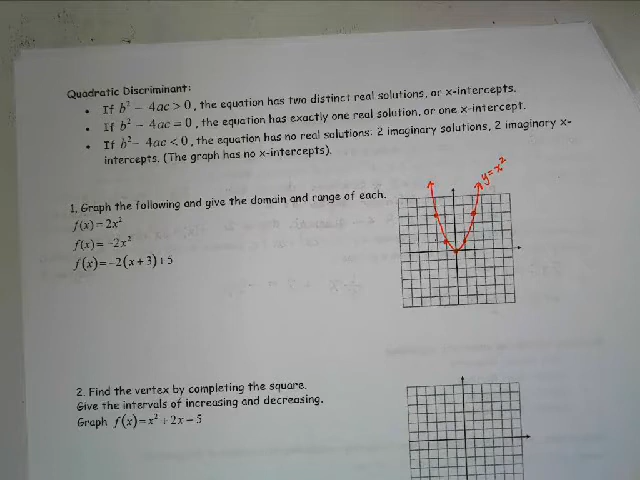 Quadratic Discriminant:
• If b² - 4ac > 0, the equation has two distinct real solutions, or x-intercepts.
• If b² - 4ac = 0, the equation has exactly one real solution, or one x-intercept.
• If b² - 4ac < 0, the equation has no real solutions: 2 imaginary solutions, 2 imaginary x-
intercepts. (The graph has no x-intercepts).
y=x²
1. Graph the following and give the domain and range of each.
f(x) = 2x²
f(x) = -2x²
f(x) = -2(x+3)+5
2. Find the vertex by completing the square.
Give the intervals of increasing and decreasing.
Graph f(x) = x² + 2x - 5